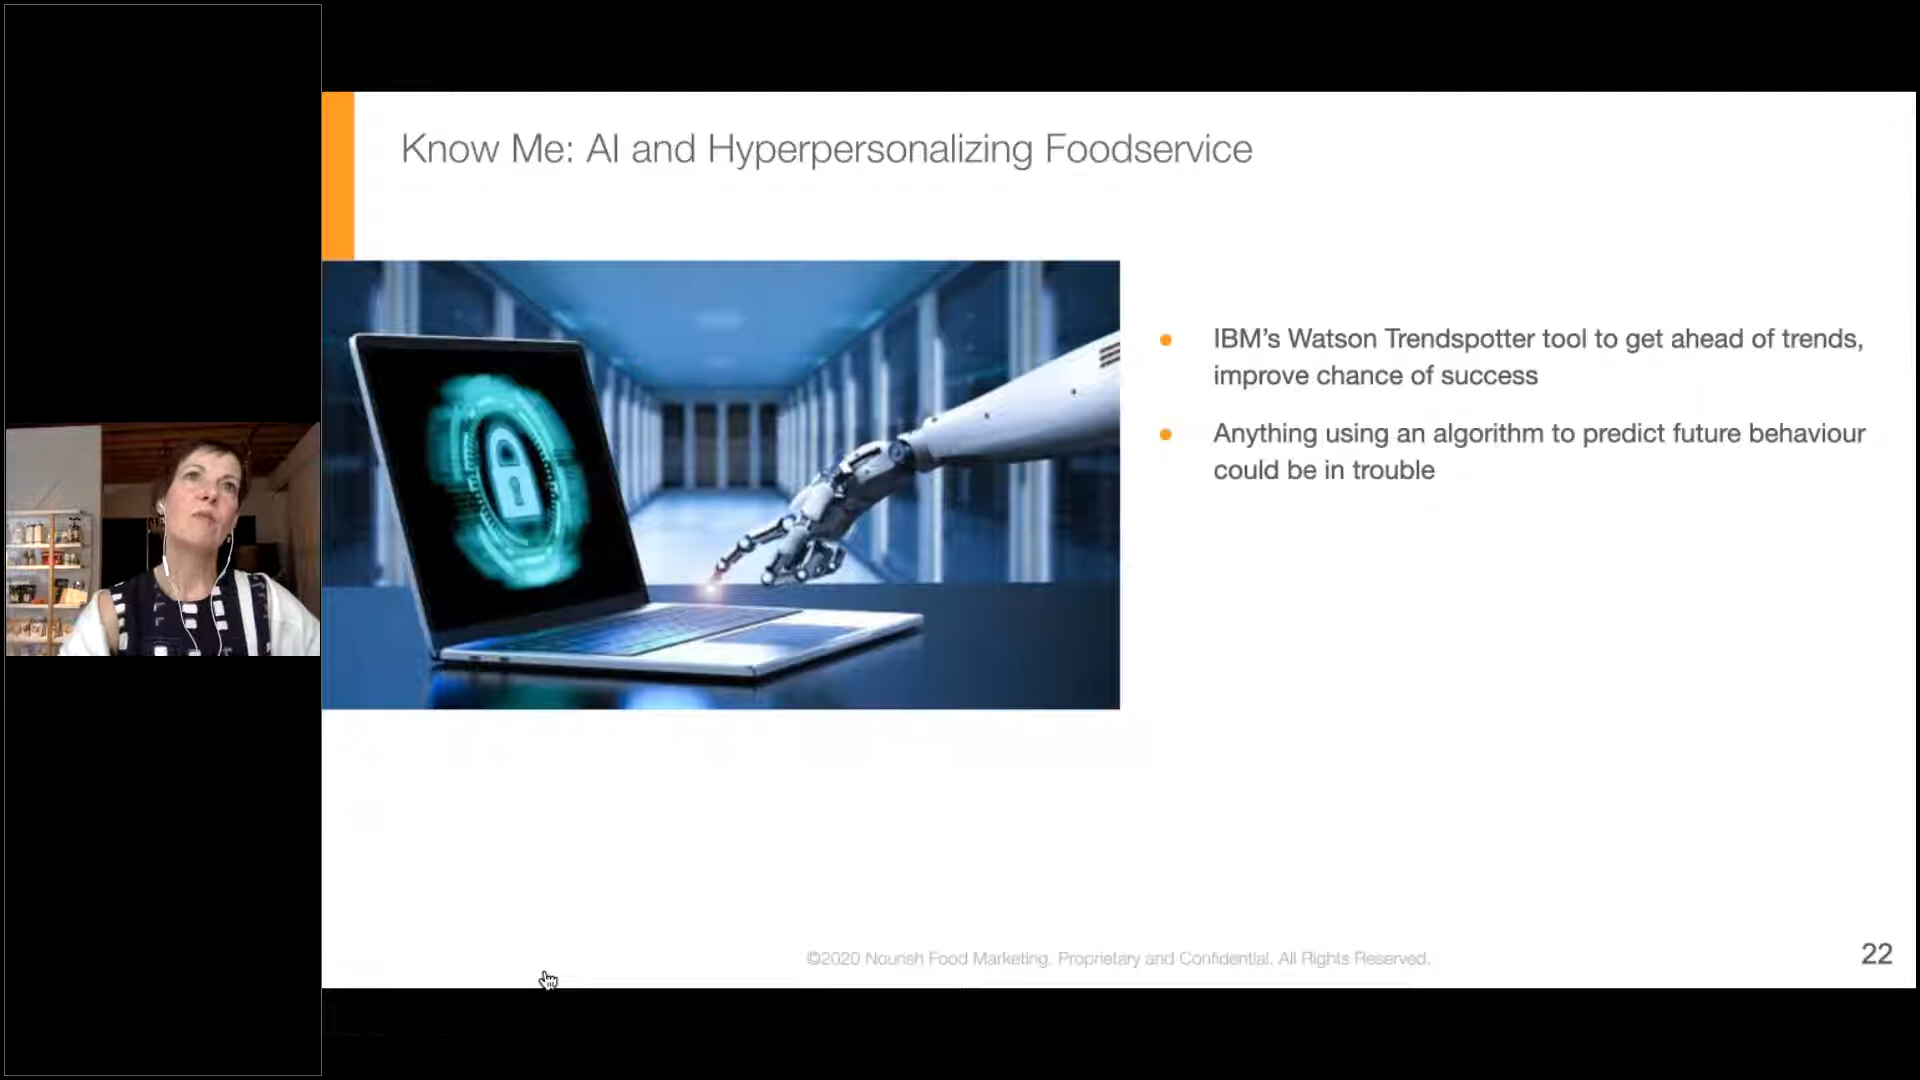 Know Me: AI and Hyperpersonalizing Foodservice
IBM’s Watson Trendspotter tool to get ahead of trends,
improve chance of success
Anything using an algorithm to predict future behaviour
could be in trouble
©2020 Nourish Food Marketing. Proprietary and Confidential. All Rights Reserved.
22